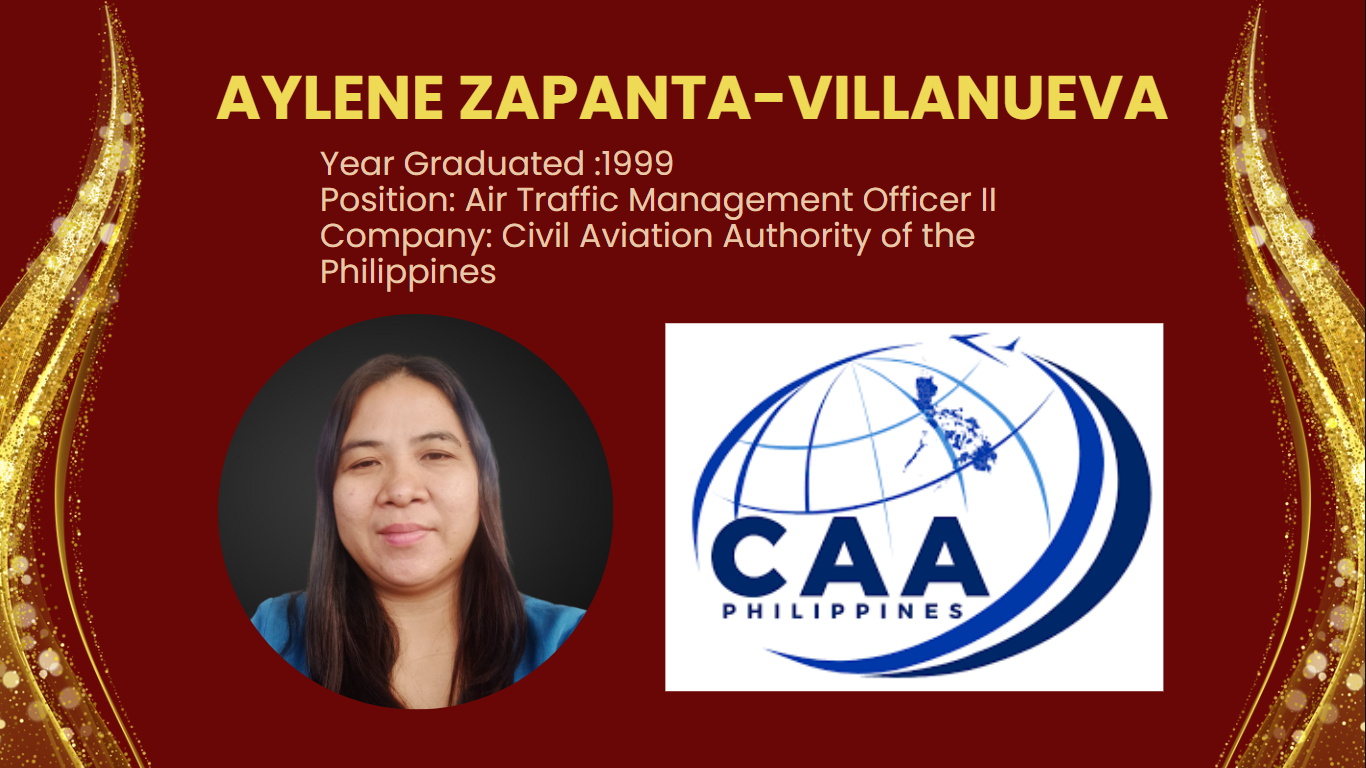 AYLENE ZAPANTA-VILLANUEVA
Year Graduated :1999
Position: Air Traffic Management Officer II
Company: Civil Aviation Authority of the
Philippines
CAA
PHILIPPINES